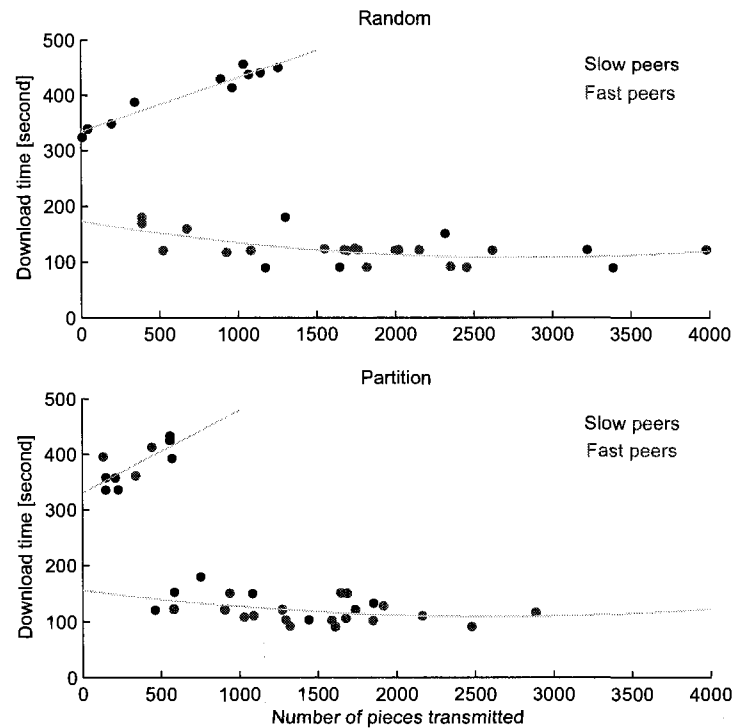 Random
500
400
300
200
100
0
Download time [second]
Slow peers
Fast peers
0 500 1000 1500 2000 2500 3000 3500 4000
Partition
500
400
300
200
100
0
Download time [second]
Slow peers
Fast peers
0 500 1000 1500 2000 2500 3000 3500 4000
Number of pieces transmitted